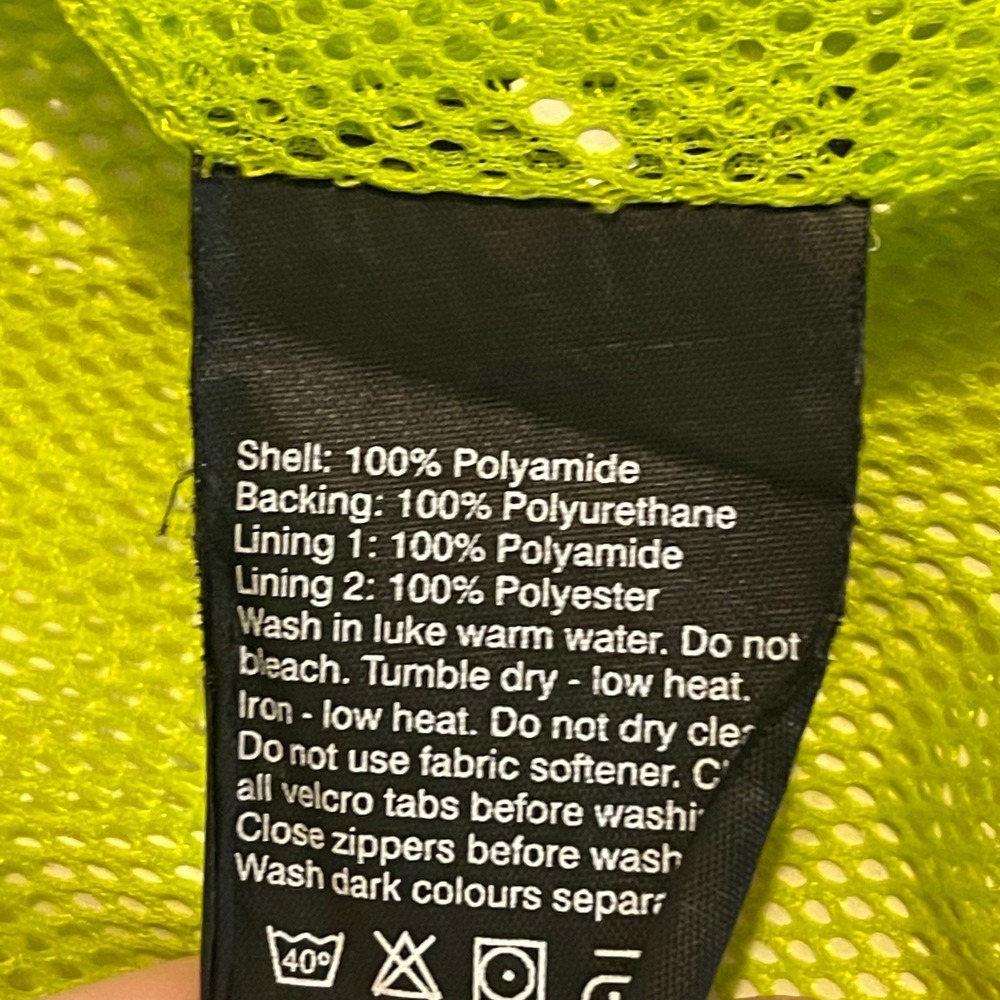 Shell: 100% Polyamide
Backing: 100% Polyurethane
Lining 1: 100% Polyamide
Lining 2: 100% Polyester
Wash in luke warm water. Do not
bleach. Tumble dry - low heat.
Iron - low heat. Do not dry
Do not use fabric softener.
all velcro tabs before
Close zippers before
Wash dark colours
40°